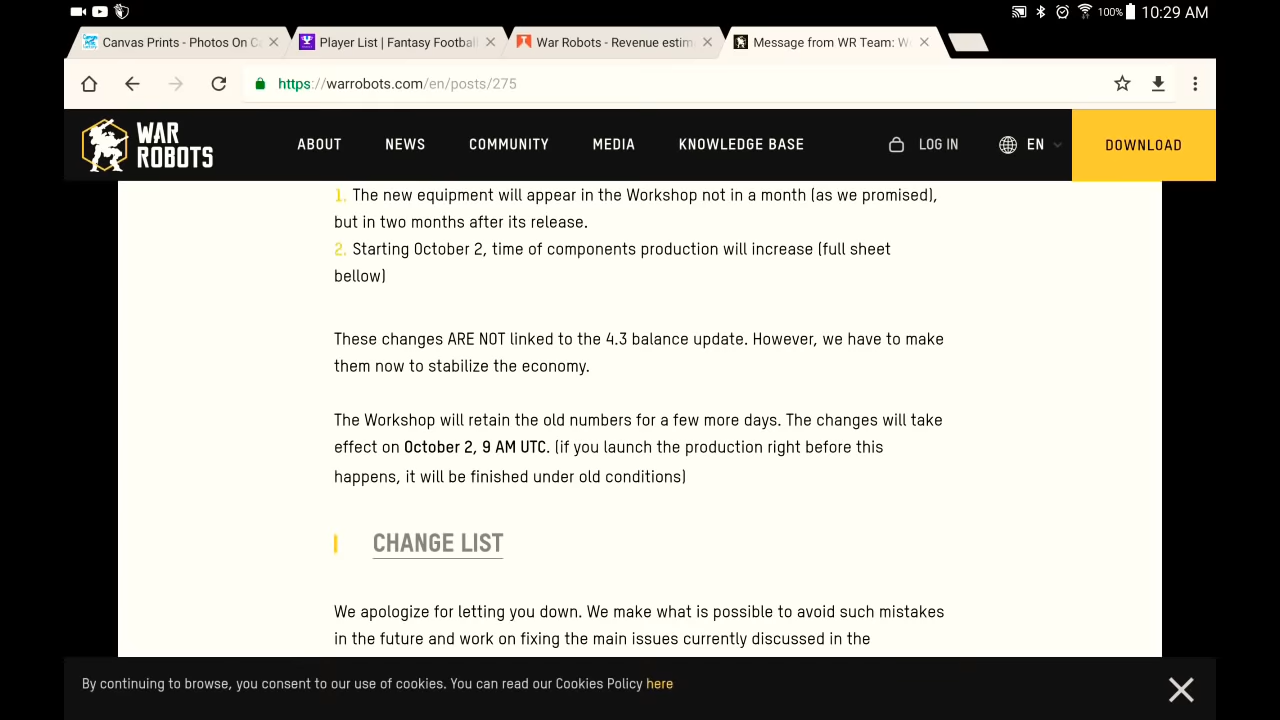 100% 10:29 AM
Canvas Prints - Photos On C
Player List | Fantasy Football
War Robots - Revenue estim
Message from WR Team: W
https://warrobots.com/en/posts/275
WAR ROBOTS
ABOUT NEWS COMMUNITY MEDIA KNOWLEDGE BASE LOG IN EN DOWNLOAD
1. The new equipment will appear in the Workshop not in a month (as we promised),
but in two months after its release.
2. Starting October 2, time of components production will increase (full sheet
bellow)
These changes ARE NOT linked to the 4.3 balance update. However, we have to make
them now to stabilize the economy.
The Workshop will retain the old numbers for a few more days. The changes will take
effect on October 2, 9 AM UTC. (if you launch the production right before this
happens, it will be finished under old conditions)
CHANGE LIST
We apologize for letting you down. We make what is possible to avoid such mistakes
in the future and work on fixing the main issues currently discussed in the
By continuing to browse, you consent to our use of cookies. You can read our Cookies Policy here